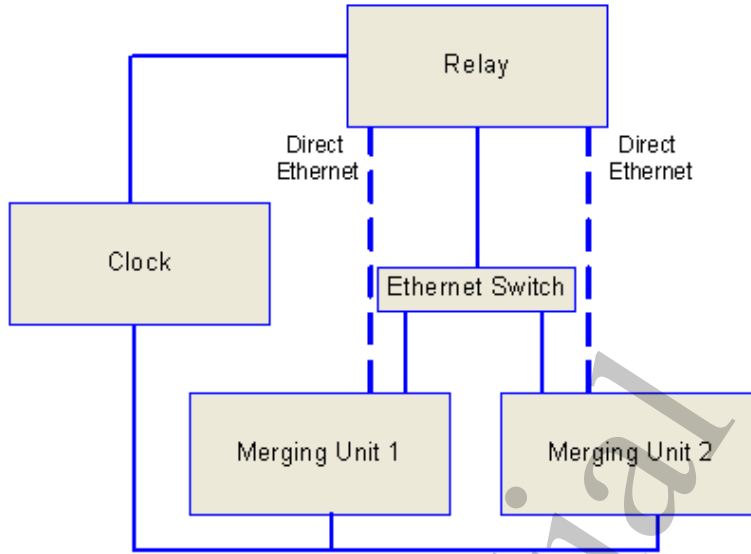 Relay
Direct
Ethernet
Direct
Ethernet
Clock
Ethernet Switch
Merging Unit 1
Merging Unit 2